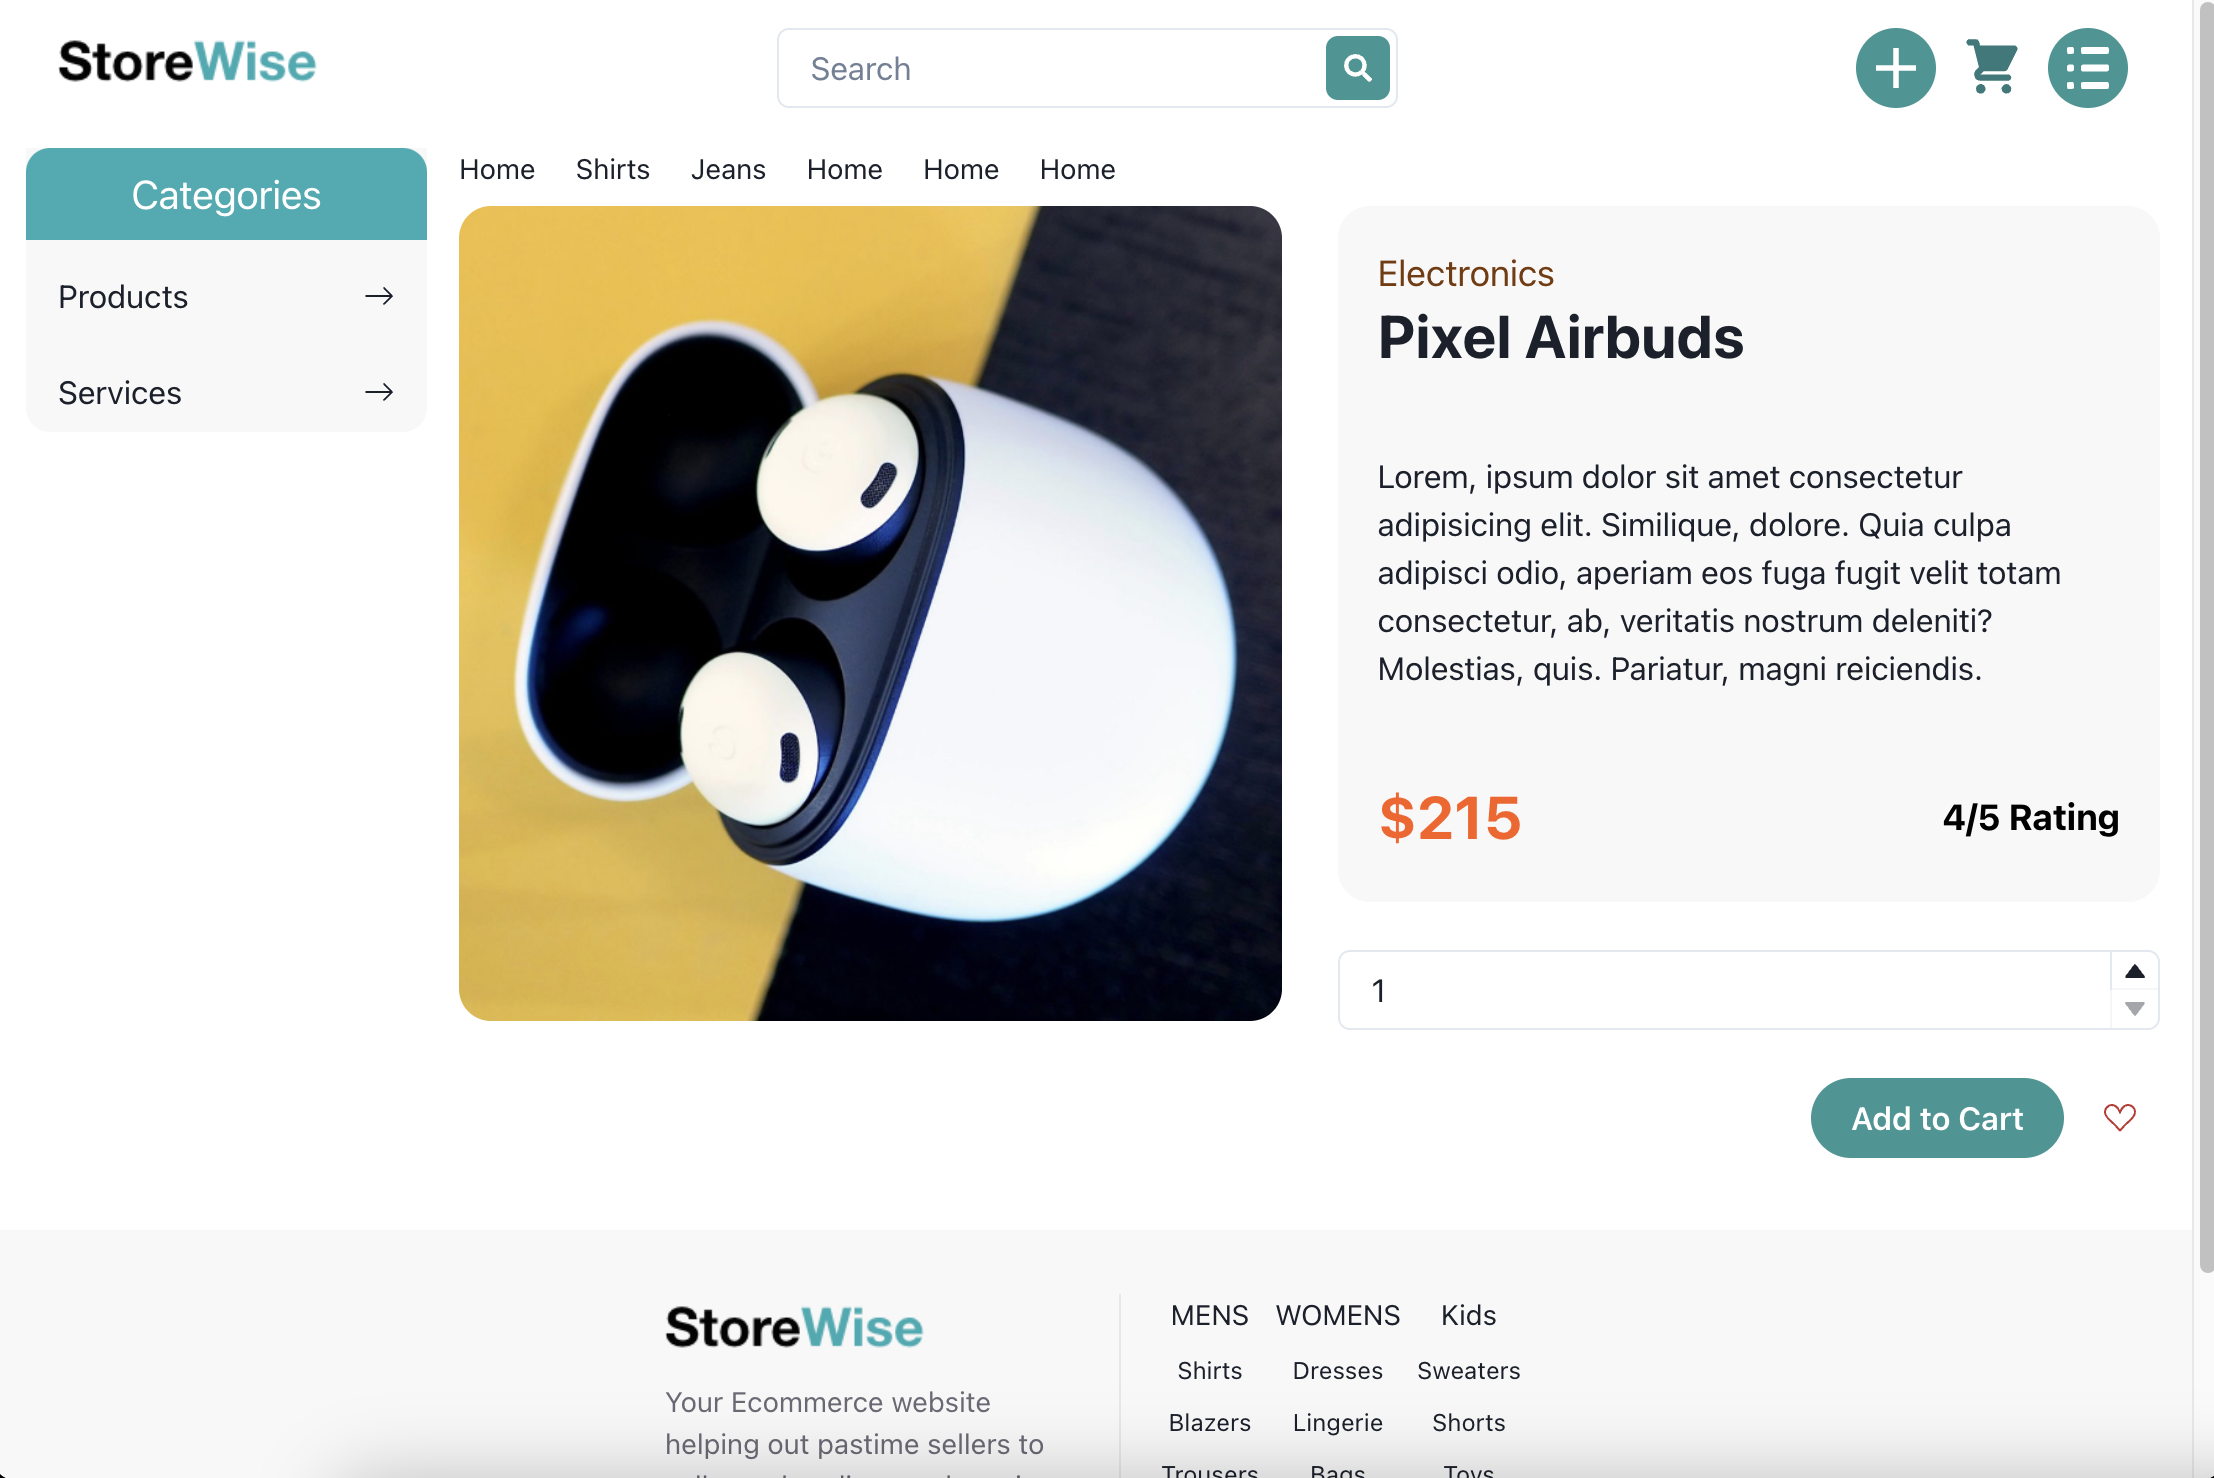 StoreWise
Search
Categories
Products
Services
Home Shirts Jeans Home Home Home
Electronics
Pixel Airbuds
Lorem, ipsum dolor sit amet consectetur
adipisicing elit. Similique, dolore. Quia culpa
adipisci odio, aperiam eos fuga fugit velit totam
consectetur, ab, veritatis nostrum deleniti?
Molestias, quis. Pariatur, magni reiciendis.
$215
4/5 Rating
1
Add to Cart
StoreWise
Your Ecommerce website
helping out pastime sellers to
MENS WOMENS Kids
Shirts Dresses Sweaters
Blazers Lingerie Shorts
Trousers Bags Toys